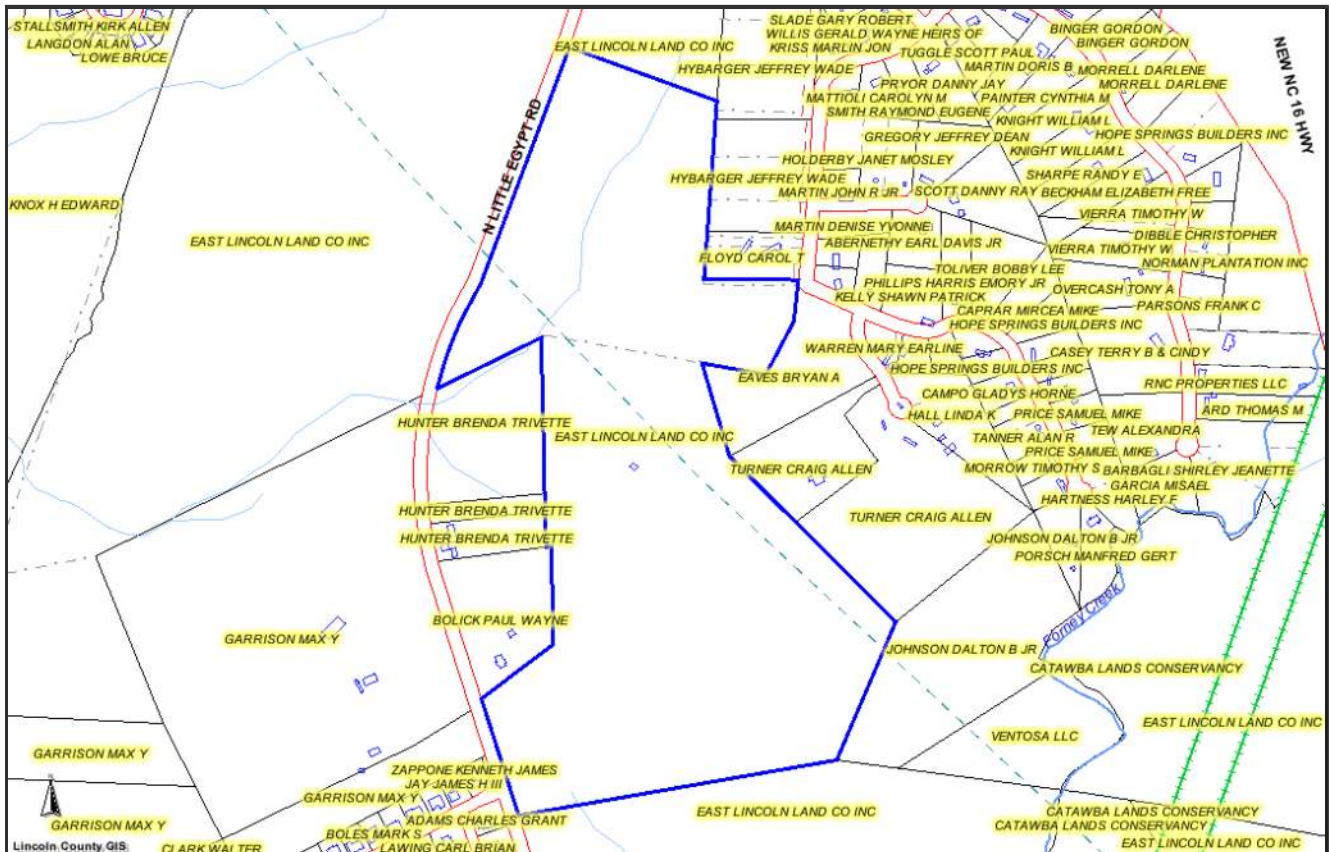 STALLSMITH KIRK ALLEN
LANGDON ALAN
LOWE BRUCE
EAST LINCOLN LAND CO INC
SLADE GARY ROBERT
WILLIS GERALD WAYNE HEIRS OF
KRISS MARLIN JON
TUGGLE SCOTT PAUL
BINGER GORDON
BINGER GORDON
NEW NC 16 HWY
HYBARGER JEFFREY WADE
MARTIN DORIS B
MORRELL DARLENE
PRYOR DANNY JAY
MORRELL DARLENE
MATTIOLI CAROLYN M
PAINTER CYNTHIA M
SMITH RAYMOND EUGENE
KNIGHT WILLIAM L
GREGORY JEFFREY DEAN
HOPE SPRINGS BUILDERS INC
KNIGHT WILLIAM L
N LITTLE EGYPT RD
HOLDERBY JANET MOSLEY
HYBARGER JEFFREY WADE
SHARPE RANDY E
MARTIN JOHN R JR
SCOTT DANNY RAY
BECKHAM ELIZABETH FREE
KNOX H EDWARD
VIERRA TIMOTHY W
MARTIN DENISE YVONNE
DIBBLE CHRISTOPHER
EAST LINCOLN LAND CO INC
ABERNETHY EARL DAVIS JR
VIERRA TIMOTHY W
FLOYD CAROL T
NORMAN PLANTATION INC
TOLIVER BOBBY LEE
PHILLIPS HARRIS EMORY JR
OVERCASH TONY A
KELLY SHAWN PATRICK
PARSONS FRANK C
CAPRAR MIRCEA MIKE
HOPE SPRINGS BUILDERS INC
WARREN MARY EARLINE
CASEY TERRY B & CINDY
HOPE SPRINGS BUILDERS INC
EAVES BRYAN A
RNC PROPERTIES LLC
CAMPO GLADYS HORNE
HALL LINDA K
PRICE SAMUEL MIKE
ARD THOMAS M
HUNTER BRENDA TRIVETTE
EAST LINCOLN LAND CO INC
TEW ALEXANDRA
TANNER ALAN R
PRICE SAMUEL MIKE
TURNER CRAIG ALLEN
MORROW TIMOTHY S
BARBAGLI SHIRLEY JEANETTE
GARCIA MISAEL
HARTNESS HARLEY F
HUNTER BRENDA TRIVETTE
TURNER CRAIG ALLEN
HUNTER BRENDA TRIVETTE
JOHNSON DALTON B JR
PORSCH MANFRED GERT
Forney Creek
BOLICK PAUL WAYNE
GARRISON MAX Y
JOHNSON DALTON B JR
CATAWBA LANDS CONSERVANCY
EAST LINCOLN LAND CO INC
VENTOSA LLC
GARRISON MAX Y
ZAPPONE KENNETH JAMES
JAY JAMES H III
GARRISON MAX Y
EAST LINCOLN LAND CO INC
CATAWBA LANDS CONSERVANCY
ADAMS CHARLES GRANT
GARRISON MAX Y
CATAWBA LANDS CONSERVANCY
BOLES MARK S
Lincoln County GIS
CLARK WALTER
LAWING CARL BRIAN
EAST LINCOLN LAND CO INC